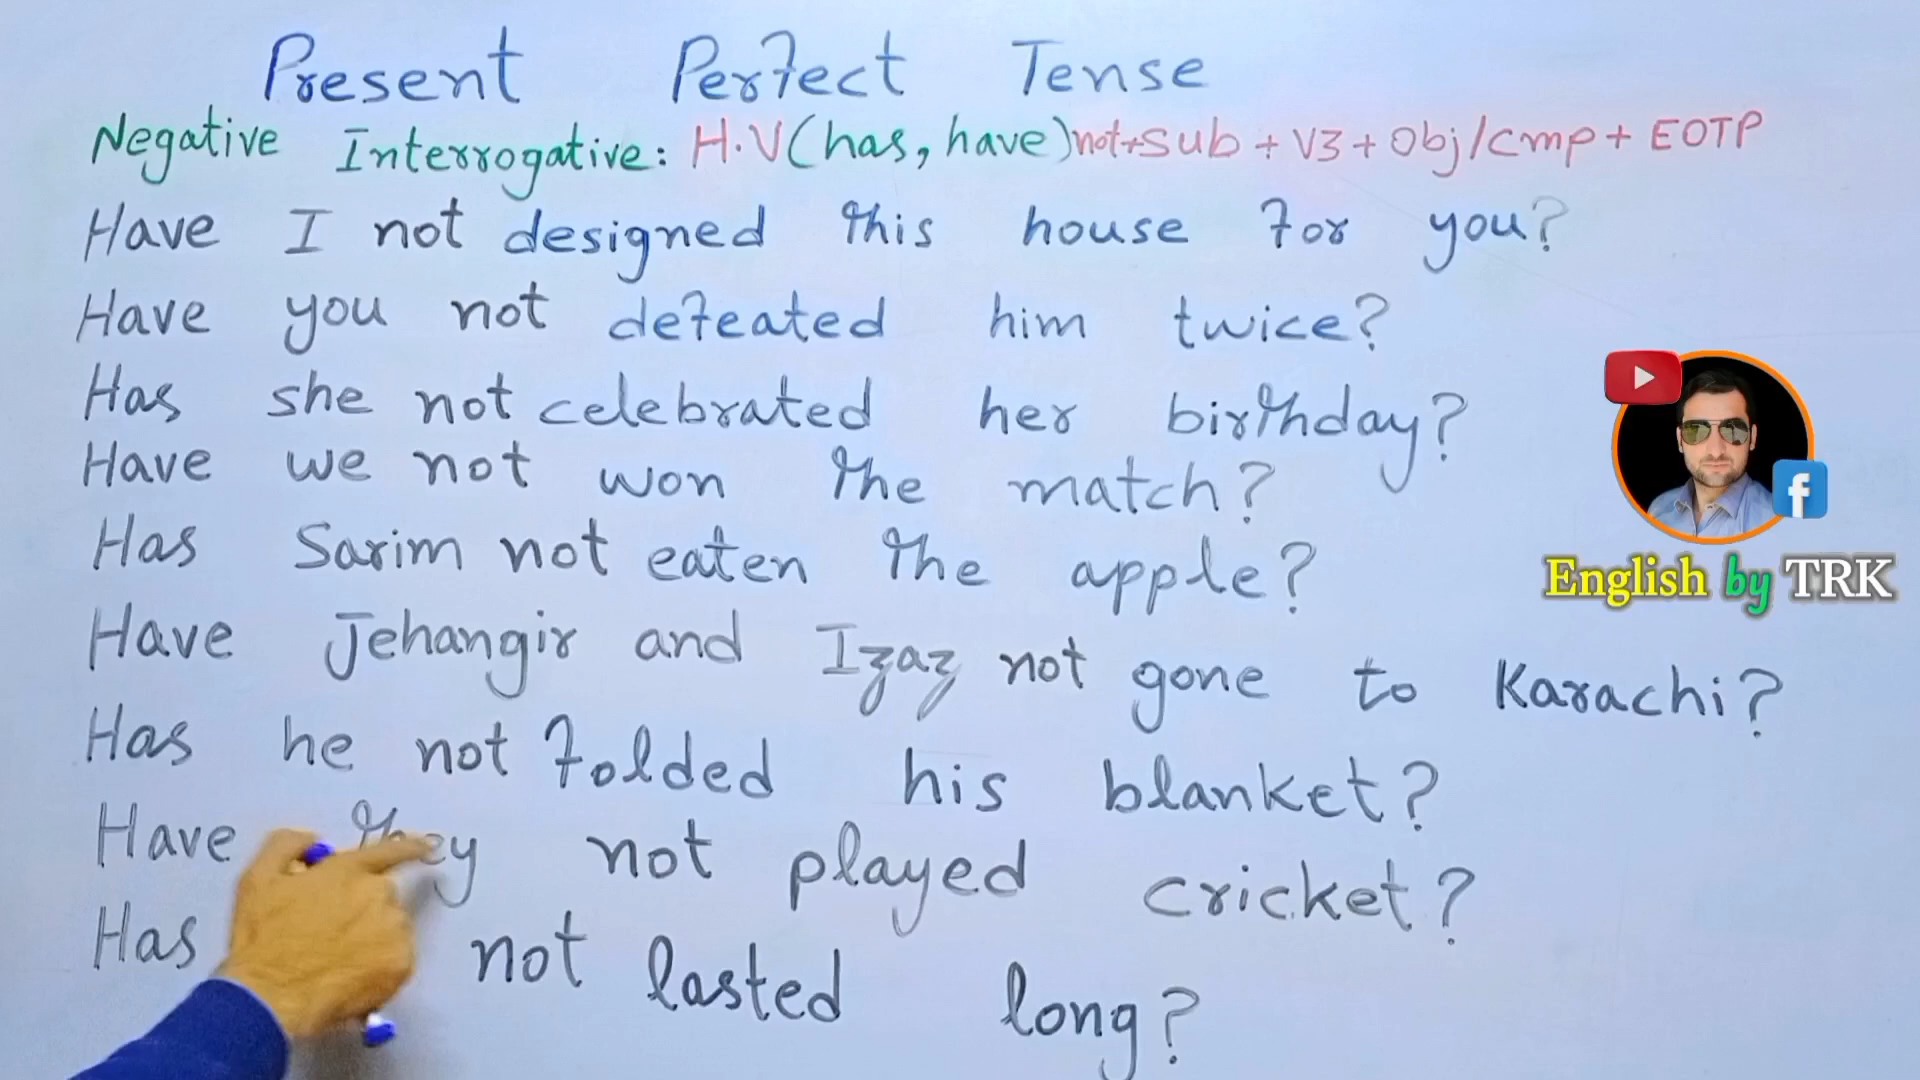 Present Perfect Tense
Negative Interrogative: H.V(has, have)not+Sub + V3 + Obj/cmp + EOTP
Have I not designed this house for you?
Have you not defeated him twice?
Has she not celebrated her birthday?
Have we not won the match?
Has Sarim not eaten the apple?
Have Jehangir and Izaz not gone to Karachi?
Has he not folded his blanket?
Have they not played cricket?
Has not lasted long?
f
English by TRK